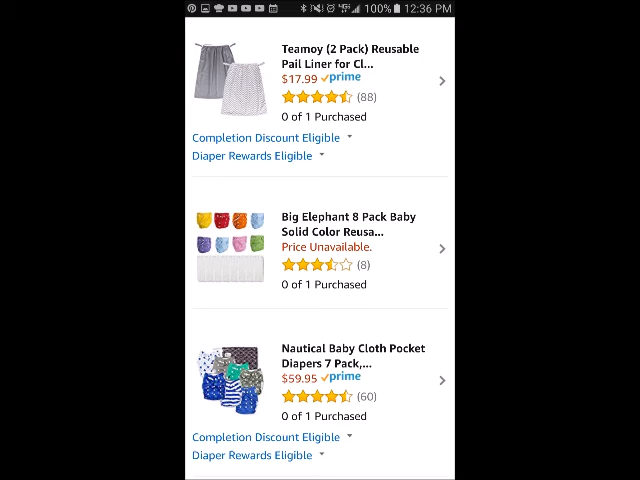 100% 12:36 PM
Teamoy (2 Pack) Reusable
Pail Liner for Cl...
$17.99 prime
(88)
0 of 1 Purchased
Completion Discount Eligible
Diaper Rewards Eligible
Big Elephant 8 Pack Baby
Solid Color Reusa...
Price Unavailable.
(8)
0 of 1 Purchased
Nautical Baby Cloth Pocket
Diapers 7 Pack,...
$59.95 prime
(60)
0 of 1 Purchased
Completion Discount Eligible
Diaper Rewards Eligible